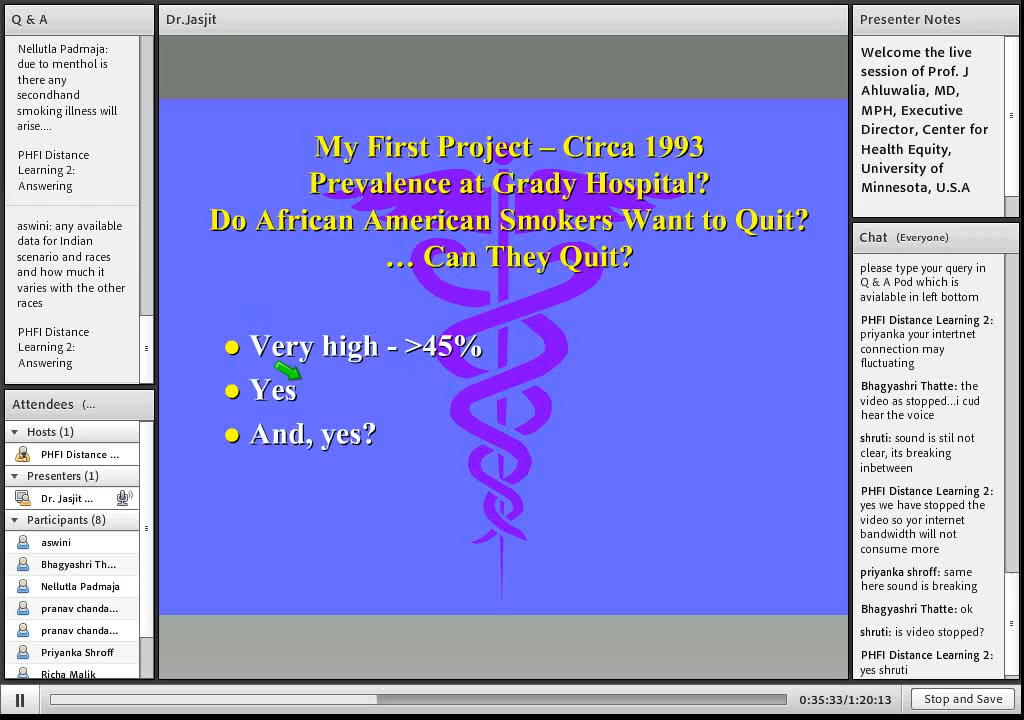 Q & A
Nellutla Padmaja:
due to menthol is
there any
secondhand
smoking illness will
arise....
PHFI Distance
Learning 2:
Answering
aswini: any available
data for Indian
scenario and races
and how much it
varies with the other
races
PHFI Distance
Learning 2:
Answering
Attendees (...
Hosts (1)
PHFI Distance ...
Presenters (1)
Dr. Jasjit ...
Participants (8)
aswini
Bhagyashri Th...
Nellutla Padmaja
pranav chanda...
pranav chanda...
Priyanka Shroff
Richa Malik
Dr.Jasjit
My First Project – Circa 1993
Prevalence at Grady Hospital?
Do African American Smokers Want to Quit?
… Can They Quit?
Very high - >45%
Yes
And, yes?
Presenter Notes
Welcome the live
session of Prof. J
Ahluwalia, MD,
MPH, Executive
Director, Center for
Health Equity,
University of
Minnesota, U.S.A
Chat (Everyone)
please type your query in
Q & A Pod which is
avialable in left bottom
PHFI Distance Learning 2:
priyanka your internet
connection may
fluctuating
Bhagyashri Thatte: the
video as stopped...i cud
hear the voice
shruti: sound is stil not
clear, its breaking
inbetween
PHFI Distance Learning 2:
yes we have stopped the
video so yor internet
bandwidth will not
consume more
priyanka shroff: same
here sound is breaking
Bhagyashri Thatte: ok
shruti: is video stopped?
PHFI Distance Learning 2:
yes shruti
0:35:33/1:20:13
Stop and Save